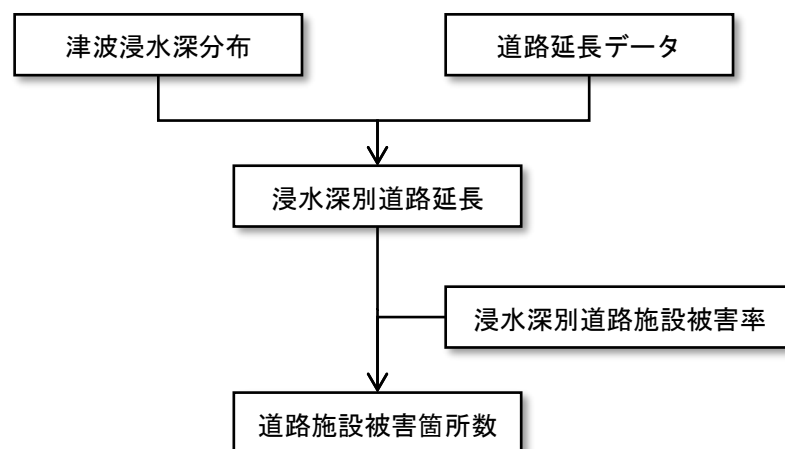 津波浸水深分布
道路延長データ
浸水深別道路延長
浸水深別道路施設被害率
道路施設被害箇所数